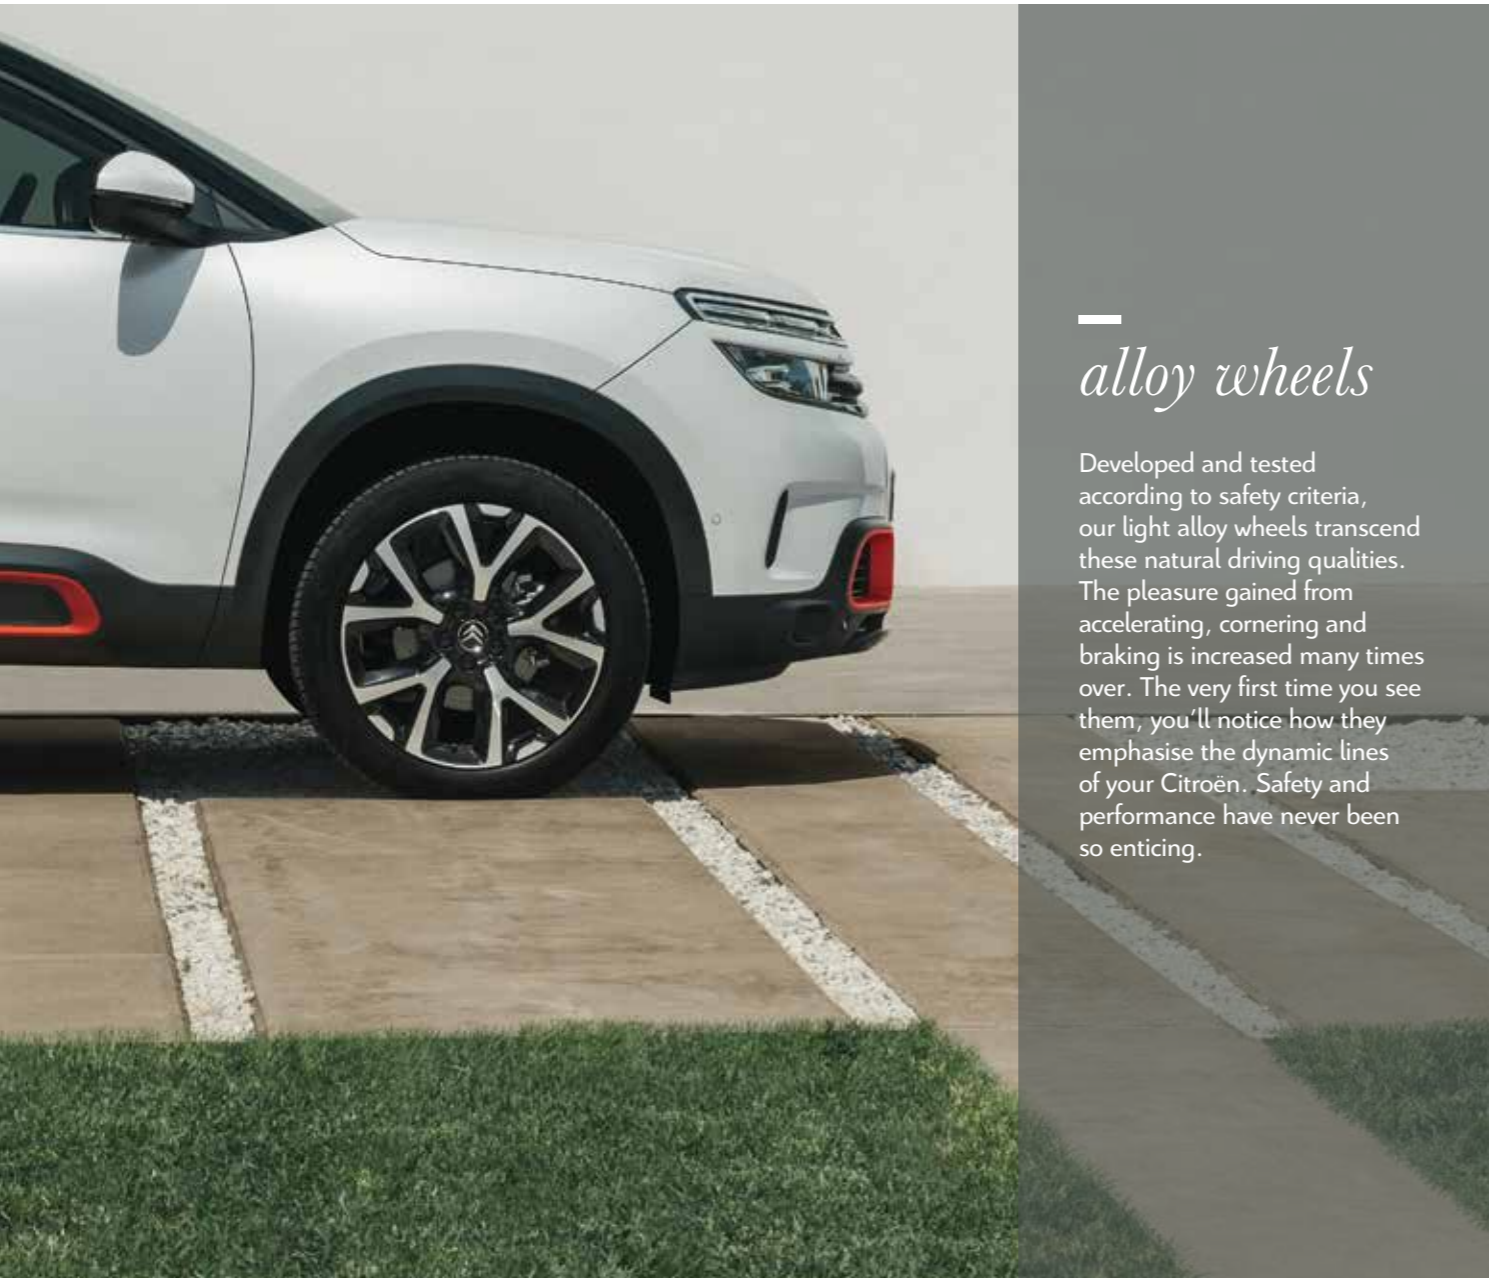 alloy wheels
Developed and tested
according to safety criteria,
our light alloy wheels transcend
these natural driving qualities.
The pleasure gained from
accelerating, cornering and
braking is increased many times
over. The very first time you see
them, you'll notice how they
emphasise the dynamic lines
of your Citroën. Safety and
performance have never been
so enticing.